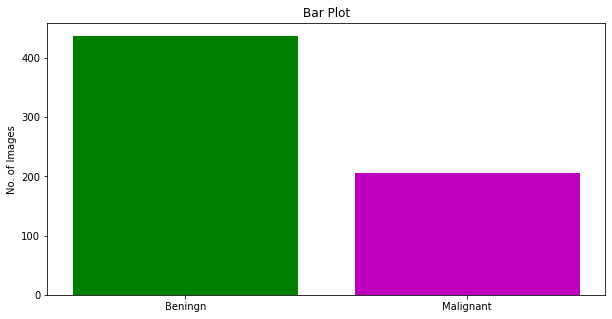 Bar Plot
No. of Images
400
300
200
100
0
Beningn
Malignant